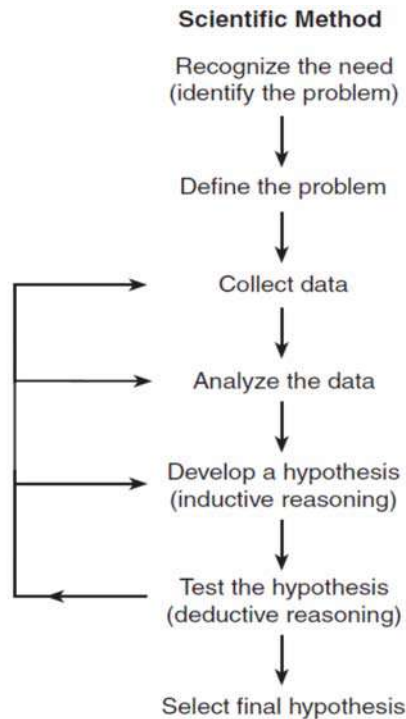 Scientific Method
Recognize the need
(identify the problem)
Define the problem
Collect data
Analyze the data
Develop a hypothesis
(inductive reasoning)
Test the hypothesis
(deductive reasoning)
Select final hypothesis